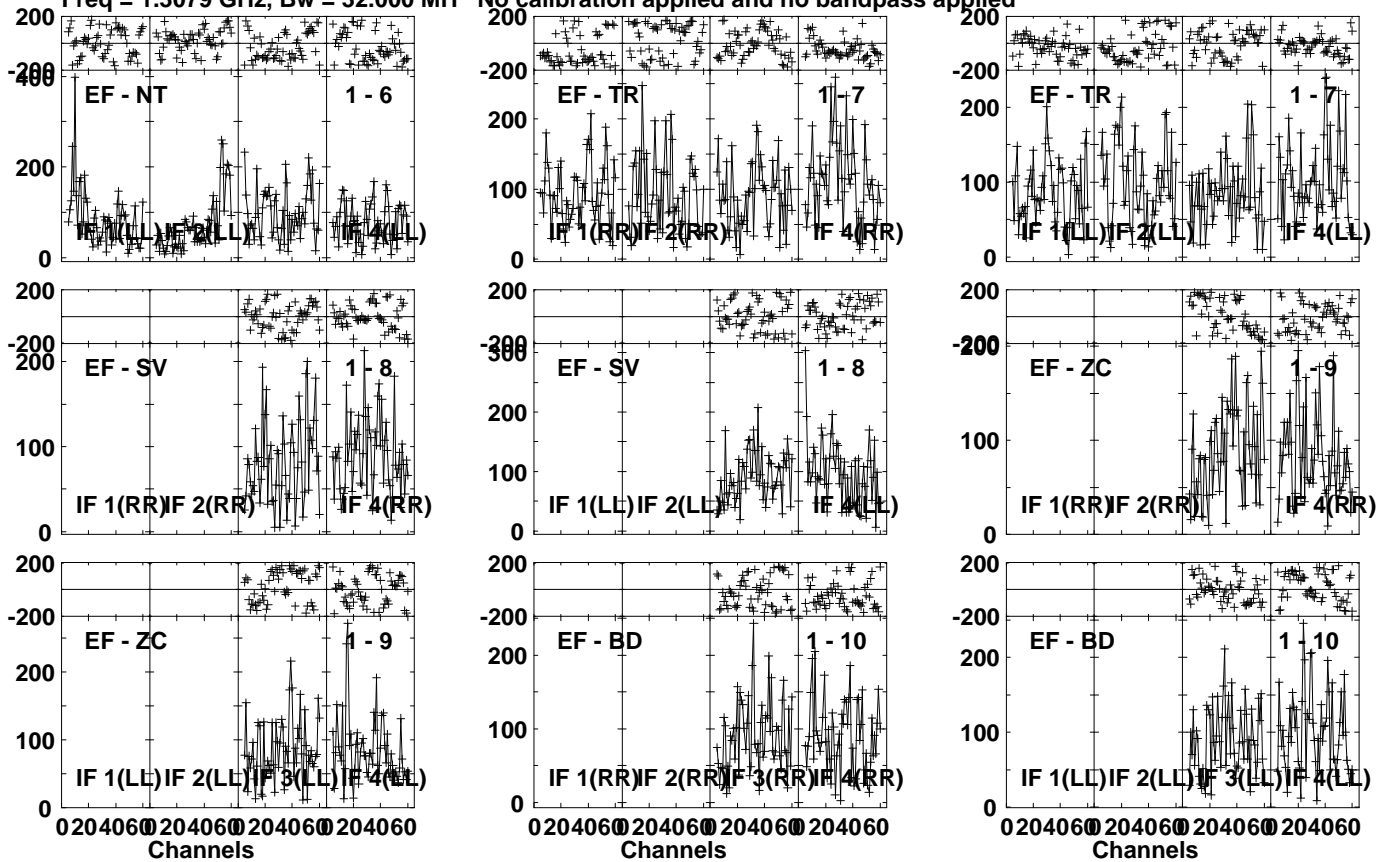 Freq = 1.3079 GHz, Bw = 32.000 MH No calibration applied and no bandpass applied
200
-200
400
200
0
EF - NT
1 - 6
IF 1(LL) IF 2(LL)
IF 4(LL)
200
-200
200
100
0
EF - TR
1 - 7
IF 1(RR) IF 2(RR)
IF 4(RR)
200
-200
200
100
0
EF - TR
1 - 7
IF 1(LL) IF 2(LL)
IF 4(LL)
200
-200
200
100
0
EF - SV
1 - 8
IF 1(RR) IF 2(RR)
IF 4(RR)
200
-200
300
200
100
0
EF - SV
1 - 8
IF 1(LL) IF 2(LL)
IF 4(LL)
200
-200
200
100
0
EF - ZC
1 - 9
IF 1(RR) IF 2(RR)
IF 4(RR)
200
-200
200
100
0
EF - ZC
1 - 9
IF 1(LL) IF 2(LL) IF 3(LL) IF 4(LL)
0 20 40 60 0 20 40 60 0 20 40 60 0 20 40 60
Channels
200
-200
200
100
0
EF - BD
1 - 10
IF 1(RR) IF 2(RR) IF 3(RR) IF 4(RR)
0 20 40 60 0 20 40 60 0 20 40 60 0 20 40 60
Channels
200
-200
200
100
0
EF - BD
1 - 10
IF 1(LL) IF 2(LL) IF 3(LL) IF 4(LL)
0 20 40 60 0 20 40 60 0 20 40 60 0 20 40 60
Channels